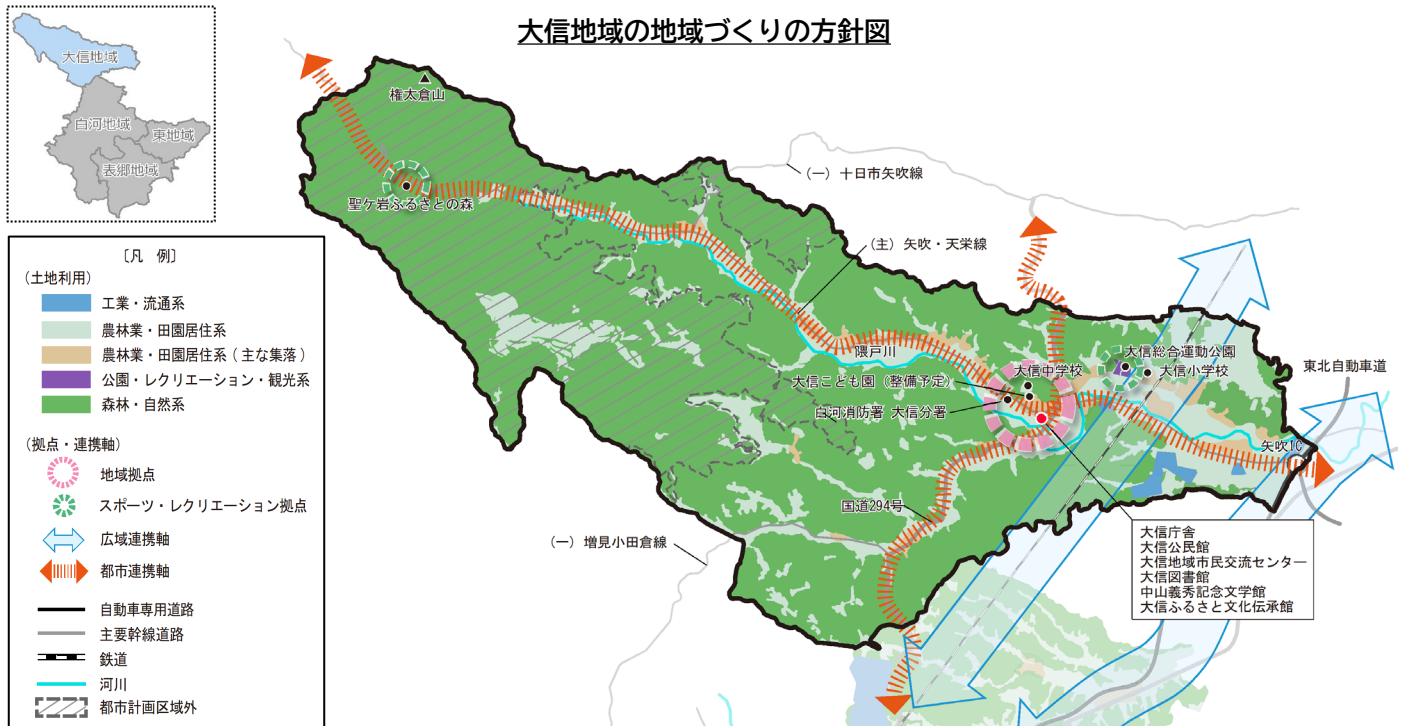 大信地域の地域づくりの方針図
大信地域
白河地域
東地域
表郷地域
権太倉山
聖ケ岩ふるさとの森
(一) 十日市矢吹線
(主) 矢吹・天栄線
隈戸川
大信中学校
大信こども園 (整備予定)
白河消防署 大信分署
大信総合運動公園
大信小学校
東北自動車道
矢吹IC
国道294号
(一) 増見小田倉線
大信庁舎
大信公民館
大信地域市民交流センター
大信図書館
中山義秀記念文学館
大信ふるさと文化伝承館
〔凡 例〕
(土地利用)
工業・流通系
農林業・田園居住系
農林業・田園居住系 (主な集落)
公園・レクリエーション・観光系
森林・自然系
(拠点・連携軸)
地域拠点
スポーツ・レクリエーション拠点
広域連携軸
都市連携軸
自動車専用道路
主要幹線道路
鉄道
河川
都市計画区域外